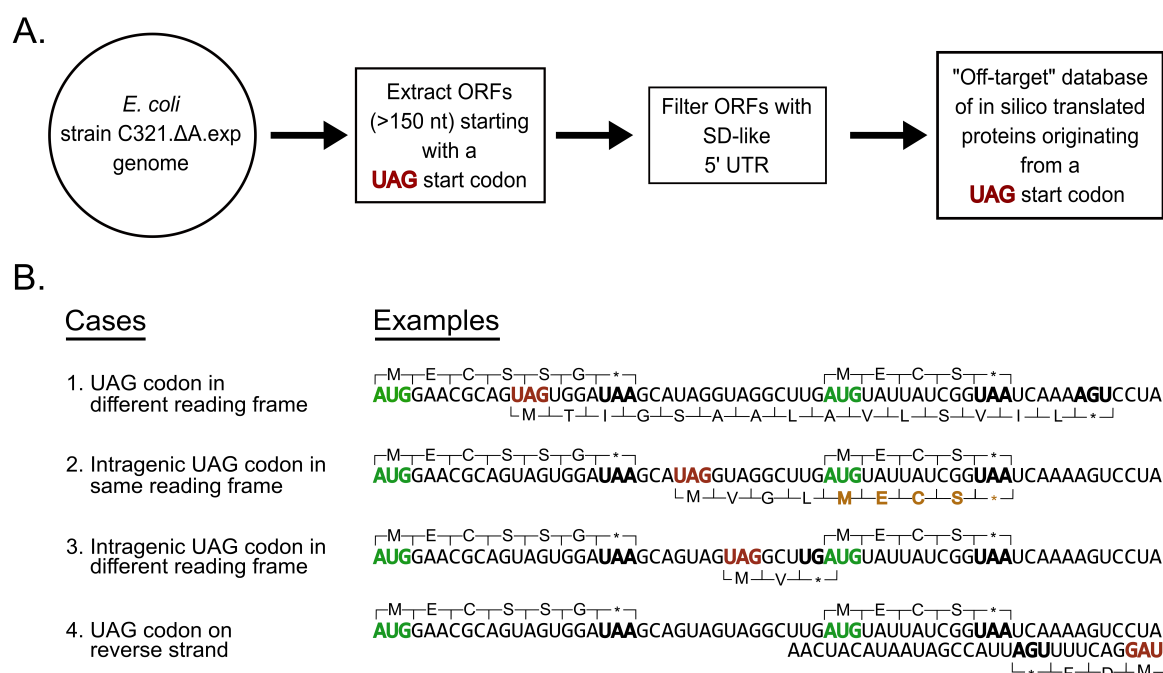 A.
E. coli
strain C321.ΔA.exp
genome
Extract ORFs
(>150 nt) starting
with a
UAG start codon
Filter ORFs with
SD-like
5' UTR
"Off-target" database
of in silico translated
proteins originating
from a
UAG start codon
B.
Cases
Examples
1. UAG codon in
different reading frame
M E C S S G * M E C S *
AUGGAACGCAGUAGUGGAUAAGCAUAGGUAGGCUUGAUGUAUUAUCGGUAAUCAAAAGUCCUA
M T I G S A A L A V L S V I L *
2. Intragenic UAG codon in
same reading frame
M E C S S G * M E C S *
AUGGAACGCAGUAGUGGAUAAGCAUAGGUAGGCUUGAUGUAUUAUCGGUAAUCAAAAGUCCUA
M V G L M E C S *
3. Intragenic UAG codon in
different reading frame
M E C S S G * M E C S *
AUGGAACGCAGUAGUGGAUAAGCAGUAGUAGGCUUGAUGUAUUAUCGGUAAUCAAAAGUCCUA
M V *
4. UAG codon on
reverse strand
M E C S S G * M E C S *
AUGGAACGCAGUAGUGGAUAAGCAGUAGUAGGCUUGAUGUAUUAUCGGUAAUCAAAAGUCCUA
AACUACAUAAUAGCCAUUAGUUUUCAGGAU
* F D M